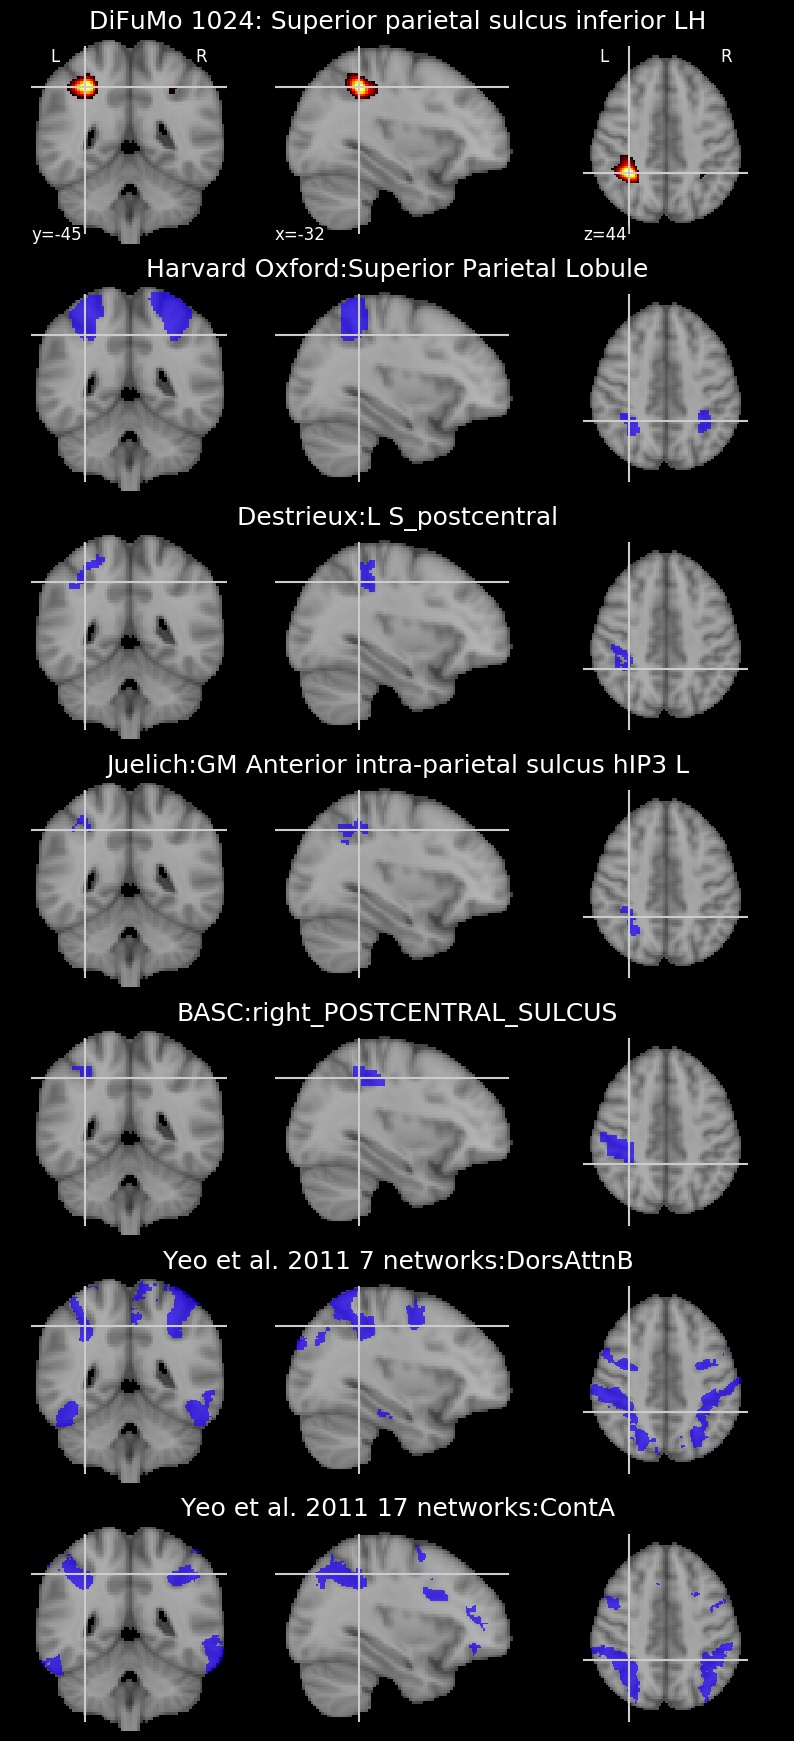 DiFuMo 1024: Superior parietal sulcus inferior LH
L R L R
y=-45 x=-32 z=44
Harvard Oxford:Superior Parietal Lobule
Destrieux:L S_postcentral
Juelich:GM Anterior intra-parietal sulcus hIP3 L
BASC:right_POSTCENTRAL_SULCUS
Yeo et al. 2011 7 networks:DorsAttnB
Yeo et al. 2011 17 networks:ContA